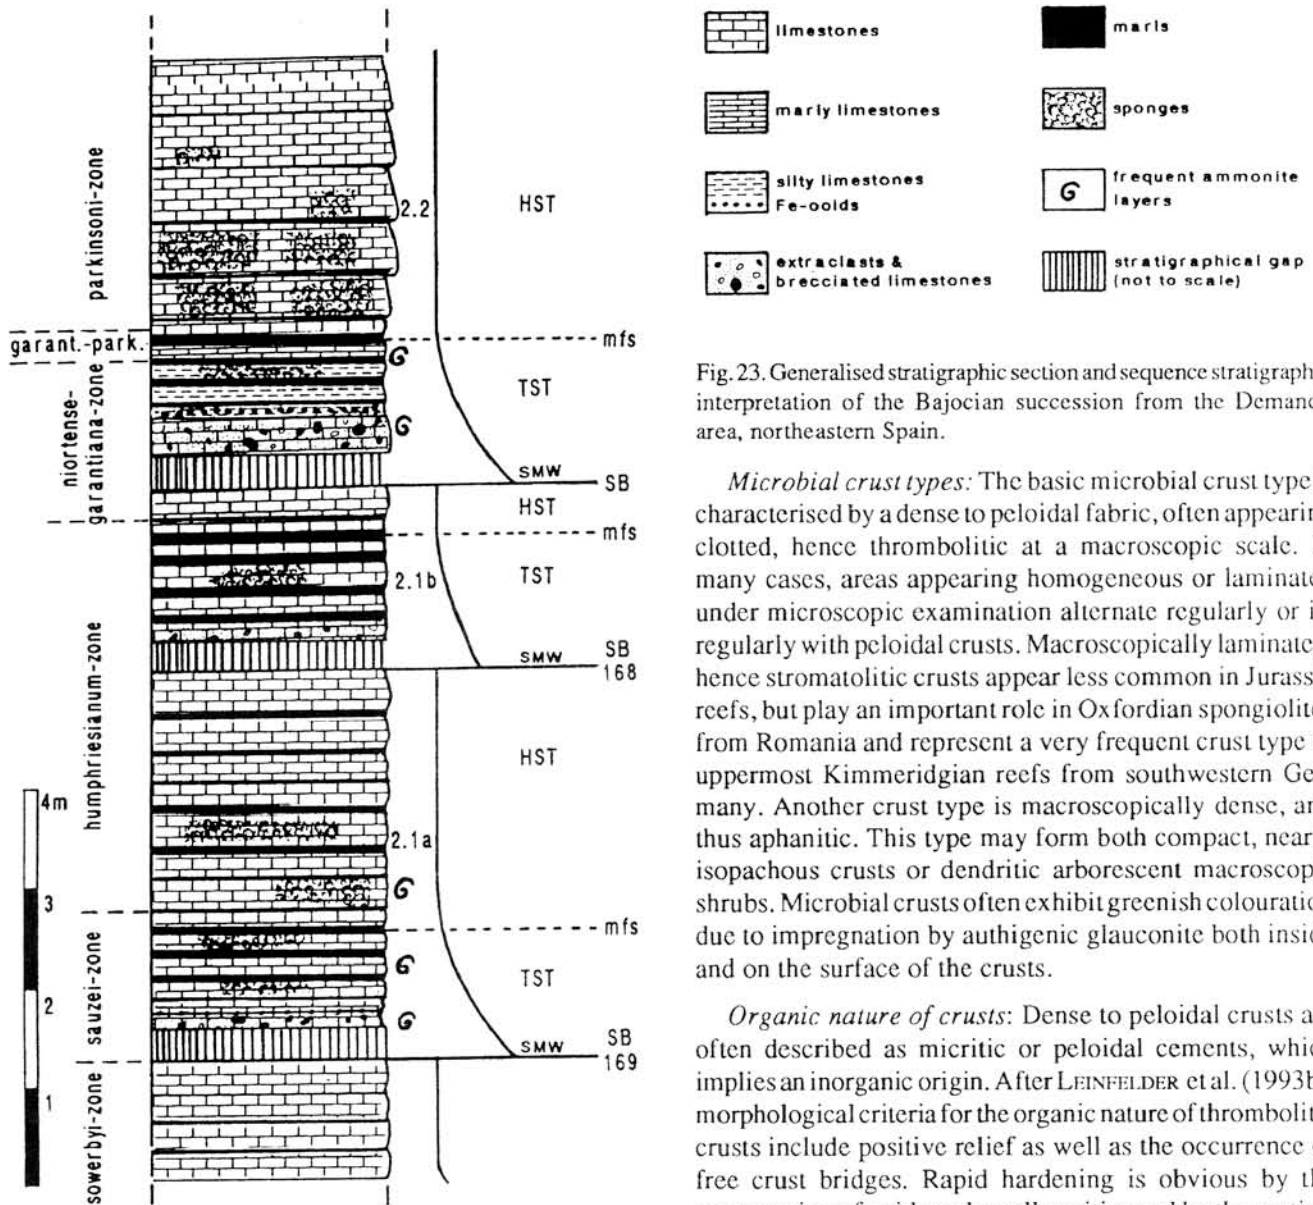 parkinsoni-zone
garant.-park.
niortense-
garantiana-zone
humphriesianum-zone
sauzei-zone
sowerbyi-zone
4m
3
2
1
2.2
2.1b
2.1a
HST
mfs
TST
SMW
SB
HST
mfs
TST
SMW
SB
168
HST
mfs
TST
SMW
SB
169
limestones
marly limestones
silty limestones
Fe-ooids
extraclasts &
brecciated limestones
marls
sponges
frequent ammonite
layers
stratigraphical gap
(not to scale)
Fig. 23. Generalised stratigraphic section and sequence stratigraph
interpretation of the Bajocian succession from the Demand
area, northeastern Spain.
Microbial crust types: The basic microbial crust type
characterised by a dense to peloidal fabric, often appearin
clotted, hence thrombolitic at a macroscopic scale.
many cases, areas appearing homogeneous or laminate
under microscopic examination alternate regularly or i
regularly with peloidal crusts. Macroscopically laminate
hence stromatolitic crusts appear less common in Jurass
reefs, but play an important role in Oxfordian spongiolite
from Romania and represent a very frequent crust type
uppermost Kimmeridgian reefs from southwestern Ge
many. Another crust type is macroscopically dense, an
thus aphanitic. This type may form both compact, near
isopachous crusts or dendritic arborescent macroscop
shrubs. Microbial crusts often exhibit greenish colouratio
due to impregnation by authigenic glauconite both insid
and on the surface of the crusts.
Organic nature of crusts: Dense to peloidal crusts a
often described as micritic or peloidal cements, whic
implies an inorganic origin. After LEINFELDER et al. (1993b
morphological criteria for the organic nature of thrombolit
crusts include positive relief as well as the occurrence
free crust bridges. Rapid hardening is obvious by th